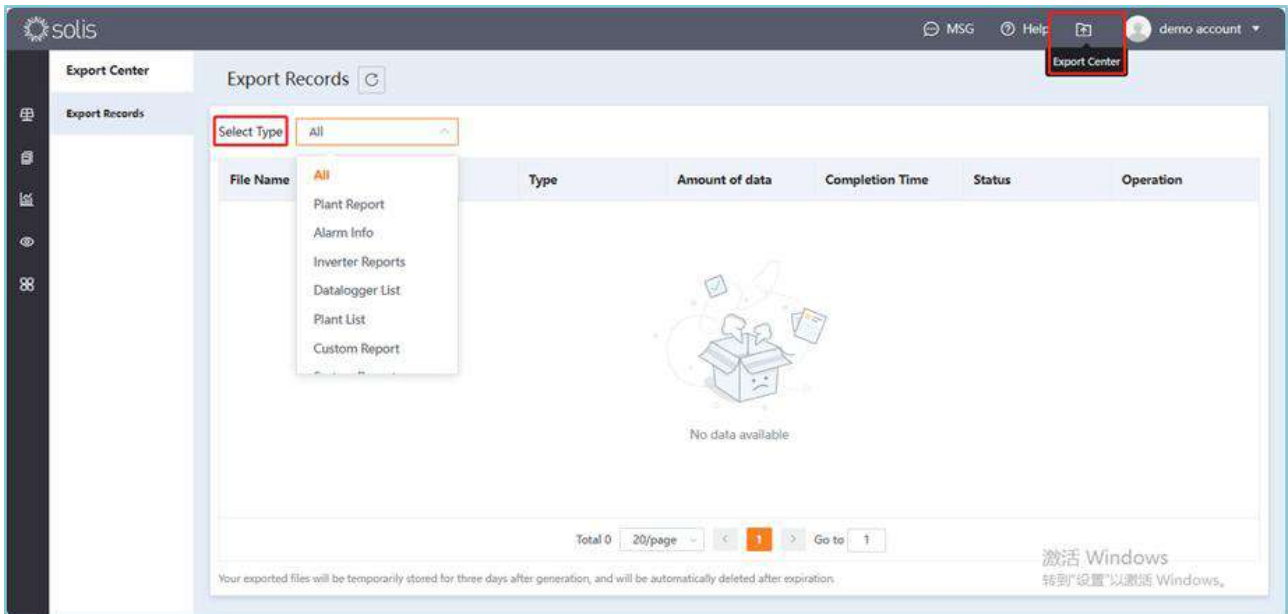 solis
MSG Help demo account
Export Center
Export Center
Export Records
Export Records
Select Type All
File Name Type Amount of data Completion Time Status Operation
All
Plant Report
Alarm Info
Inverter Reports
Datalogger List
Plant List
Custom Report
No data available
Total 0 20/page < 1 > Go to 1
Your exported files will be temporarily stored for three days after generation, and will be automatically deleted after expiration.
激活 Windows
转到"设置"以激活 Windows。